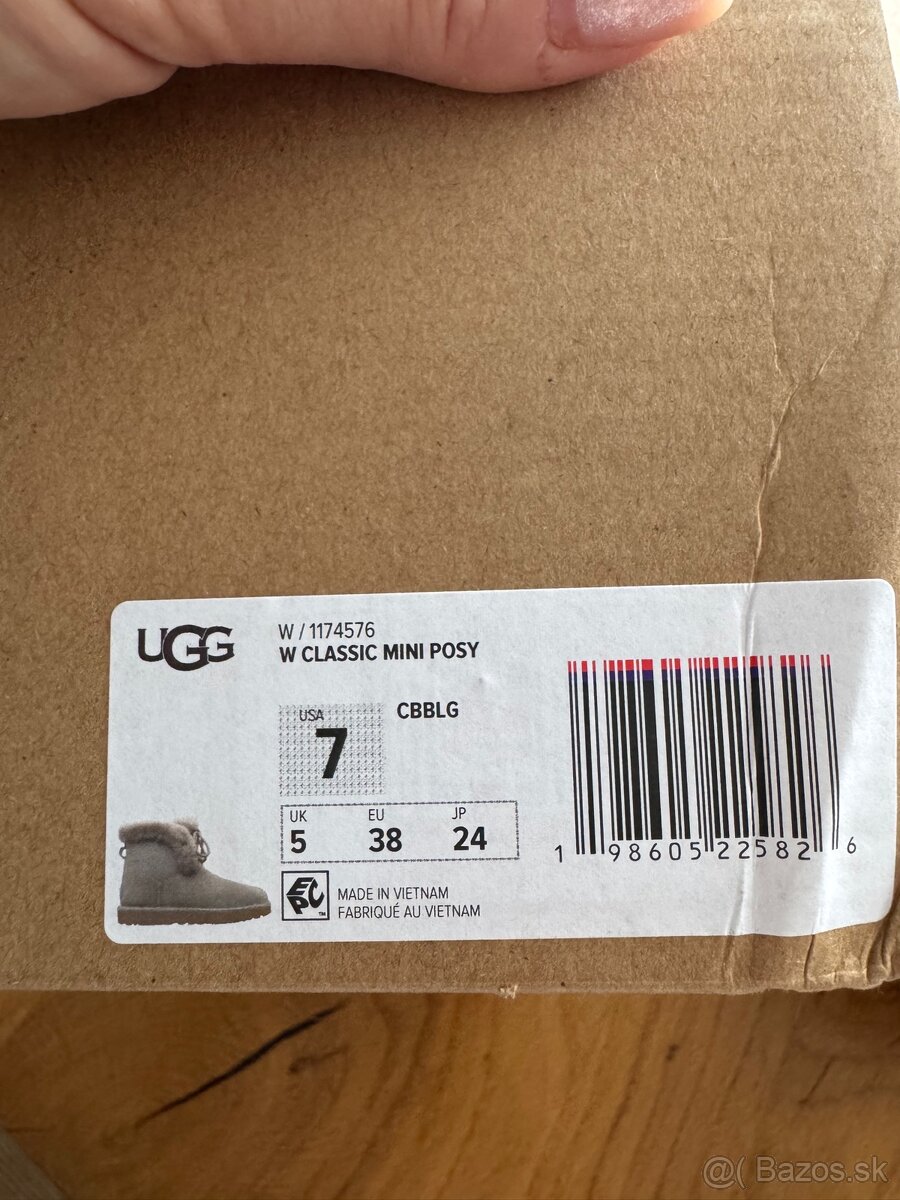 UGG
W / 1174576
W CLASSIC MINI POSY
USA
7
CBBLG
UK EU JP
5 38 24
EPC™
MADE IN VIETNAM
FABRIQUÉ AU VIETNAM
1 98605 22582 6
@( Bazos.sk